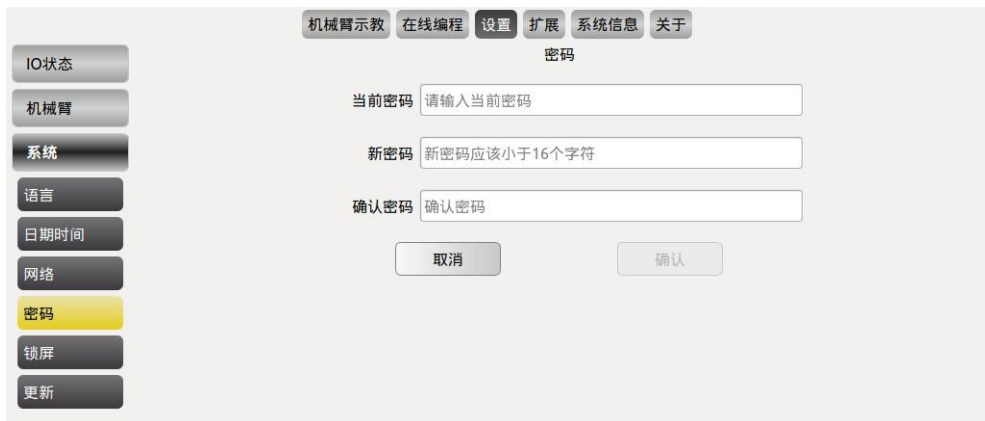 机械臂示教 在线编程 设置 扩展 系统信息 关于
密码
IO状态
机械臂
系统
语言
日期时间
网络
密码
锁屏
更新
当前密码 请输入当前密码
新密码 新密码应该小于16个字符
确认密码 确认密码
取消 确认